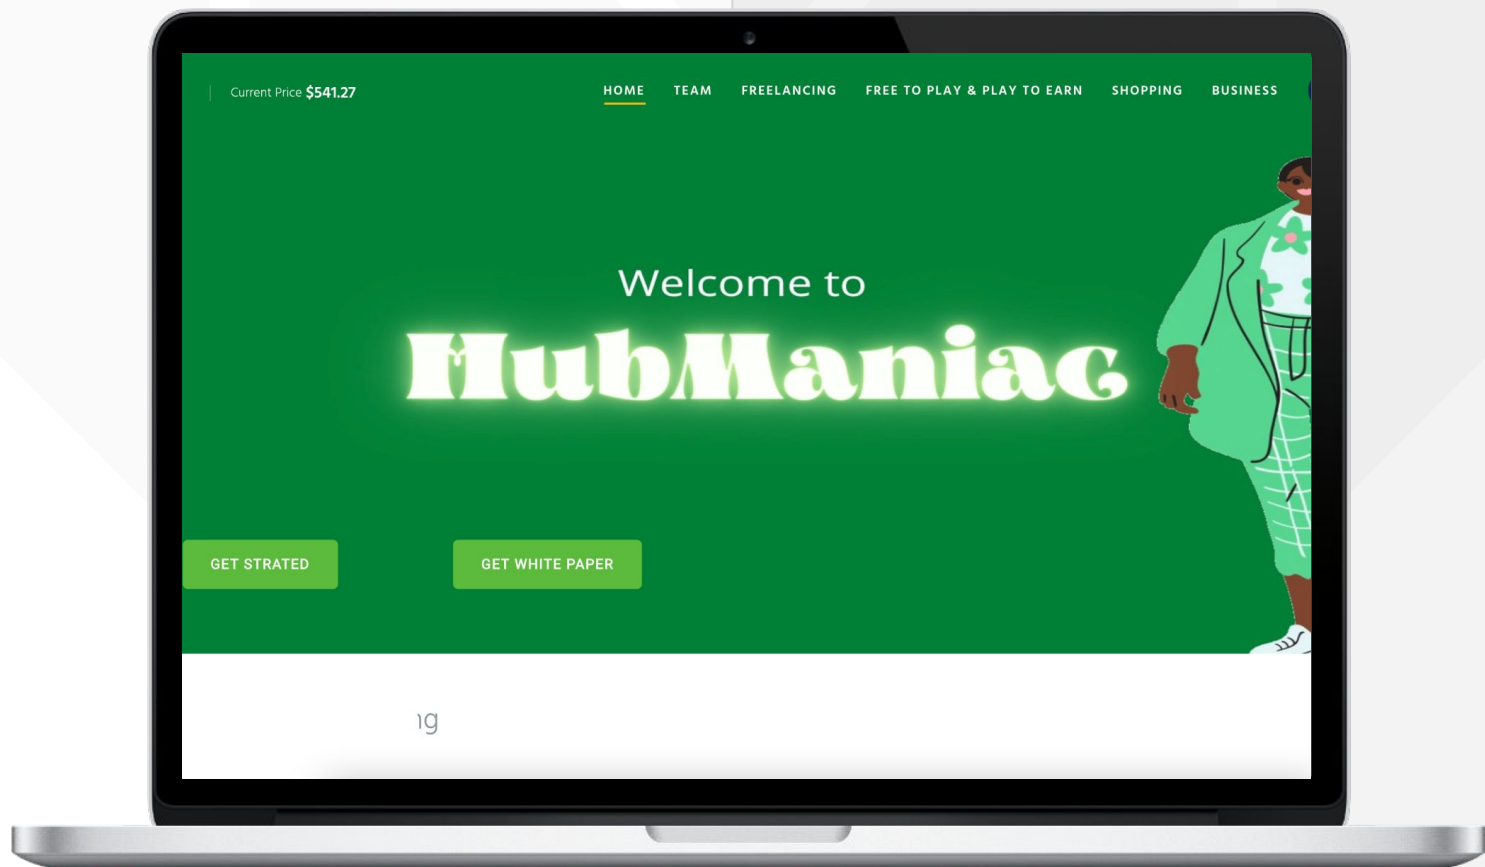 Current Price $541.27
HOME TEAM FREELANCING FREE TO PLAY & PLAY TO EARN SHOPPING BUSINESS
Welcome to
HubManiac
GET STRATED GET WHITE PAPER